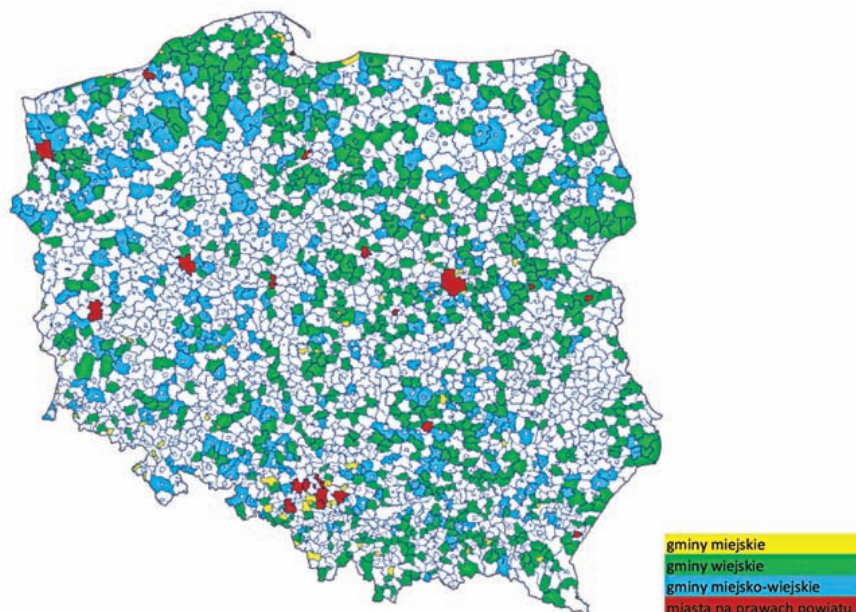 gminy miejskie
gminy wiejskie
gminy miejsko-wiejskie
miasta na prawach powiatu